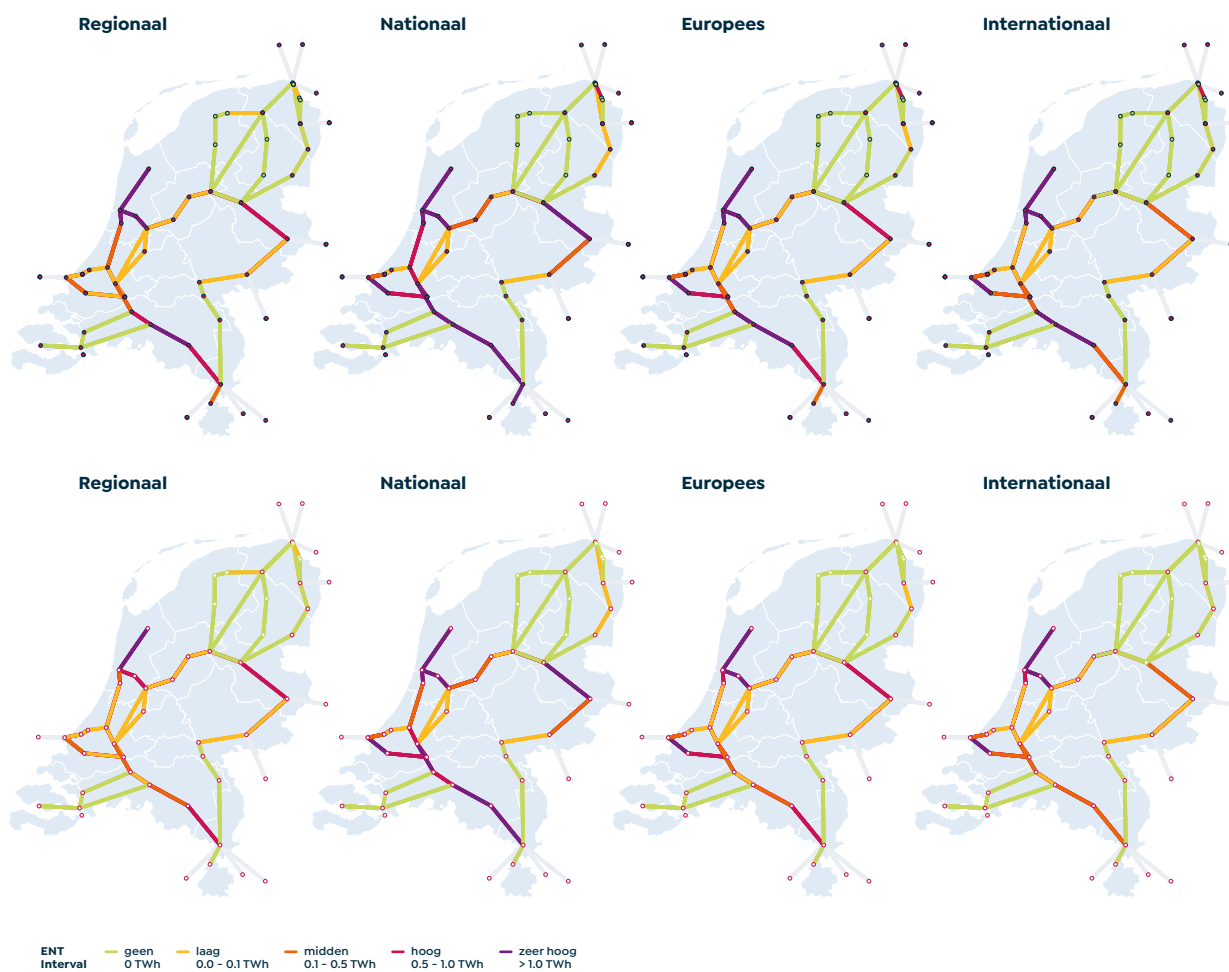 Regionaal Nationaal Europees Internationaal
Regionaal Nationaal Europees Internationaal
ENT geen laag midden hoog zeer hoog
Interval 0 TWh 0.0 - 0.1 TWh 0.1 - 0.5 TWh 0.5 - 1.0 TWh > 1.0 TWh